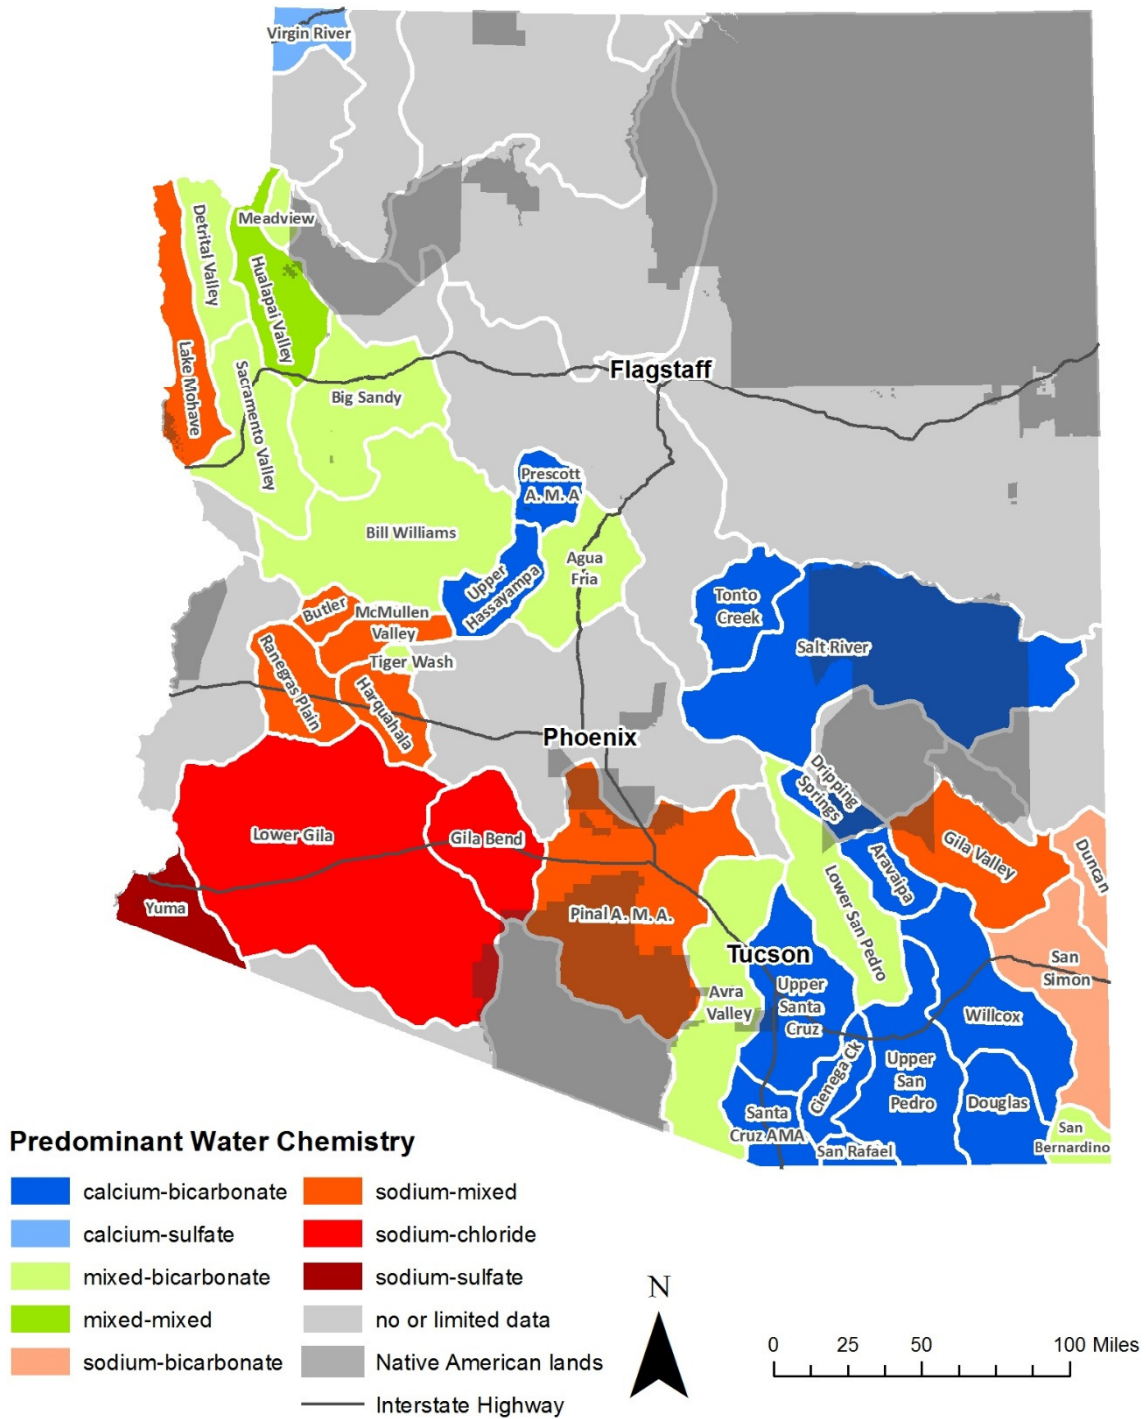 Virgin River
Meadview
Detrital Valley
Hualapai Valley
Lake Mohave
Sacramento Valley
Big Sandy
Flagstaff
Prescott
A. M. A
Bill Williams
Upper
Hassayampa
Agua
Fria
Tonto
Creek
Salt River
Butler
McMullen
Valley
Tiger Wash
Ranegras Plain
Harquahala
Phoenix
Dripping
Springs
Lower Gila
Gila Bend
Aravaipa
Gila Valley
Duncan
Yuma
Pinal A. M. A.
Lower San Pedro
Tucson
Avra
Valley
Upper
Santa
Cruz
San
Simon
Willcox
Cienega Ck
Upper
San
Pedro
Douglas
Santa
Cruz AMA
San Rafael
San
Bernardino
Predominant Water Chemistry
calcium-bicarbonate
calcium-sulfate
mixed-bicarbonate
mixed-mixed
sodium-bicarbonate
sodium-mixed
sodium-chloride
sodium-sulfate
no or limited data
Native American lands
Interstate Highway
N
0 25 50 100 Miles